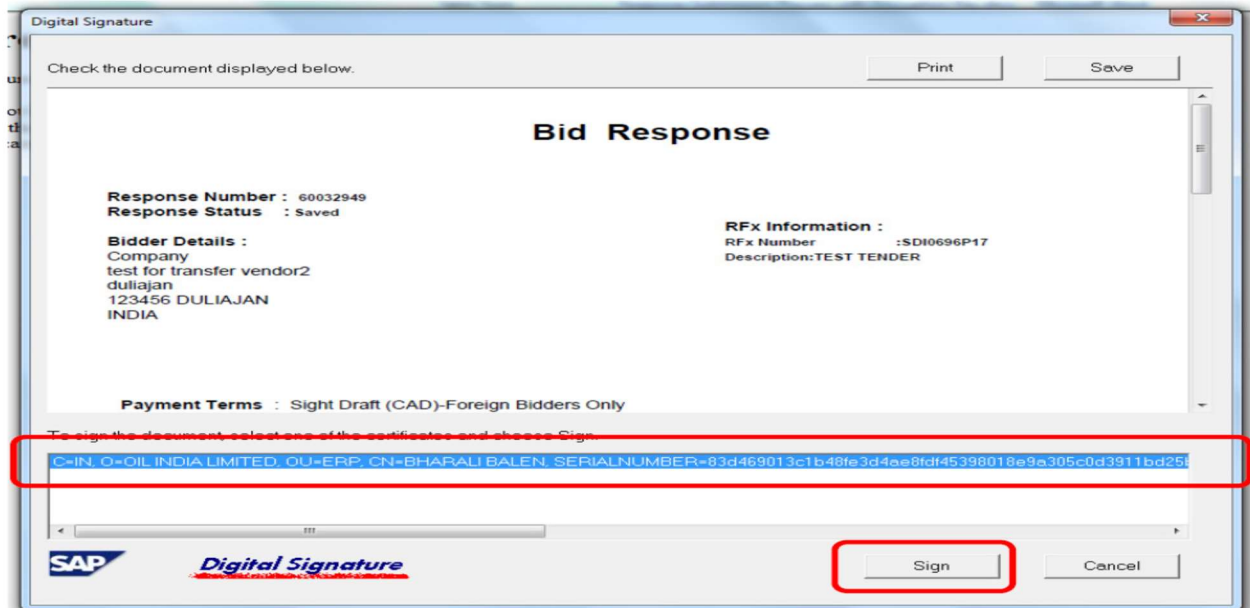 Digital Signature
Check the document displayed below.
Print
Save
Bid Response
Response Number : 60032949
Response Status : Saved
RFx Information :
Bidder Details :
RFx Number :SDI0696P17
Company
Description:TEST TENDER
test for transfer vendor2
duliajan
123456 DULIAJAN
INDIA
Payment Terms : Sight Draft (CAD)-Foreign Bidders Only
To sign the document, select one of the certificates and choose Sign.
C=IN, O=OIL INDIA LIMITED, OU=ERP, CN=BHARALI BALEN, SERIALNUMBER=83d469013c1b48fe3d4ae8fdf45398018e9a305c0d3911bd25b
SAP
Digital Signature
Sign
Cancel